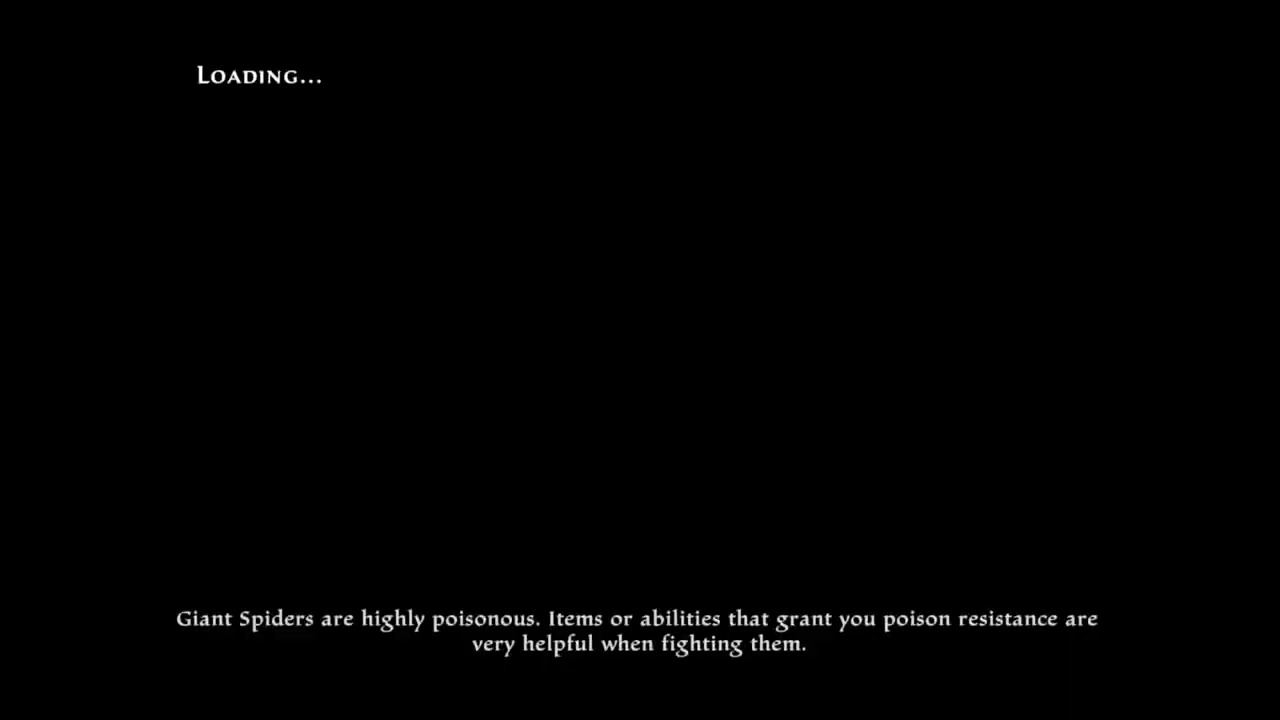 Loading...
Giant Spiders are highly poisonous. Items or abilities that grant you poison resistance are
very helpful when fighting them.